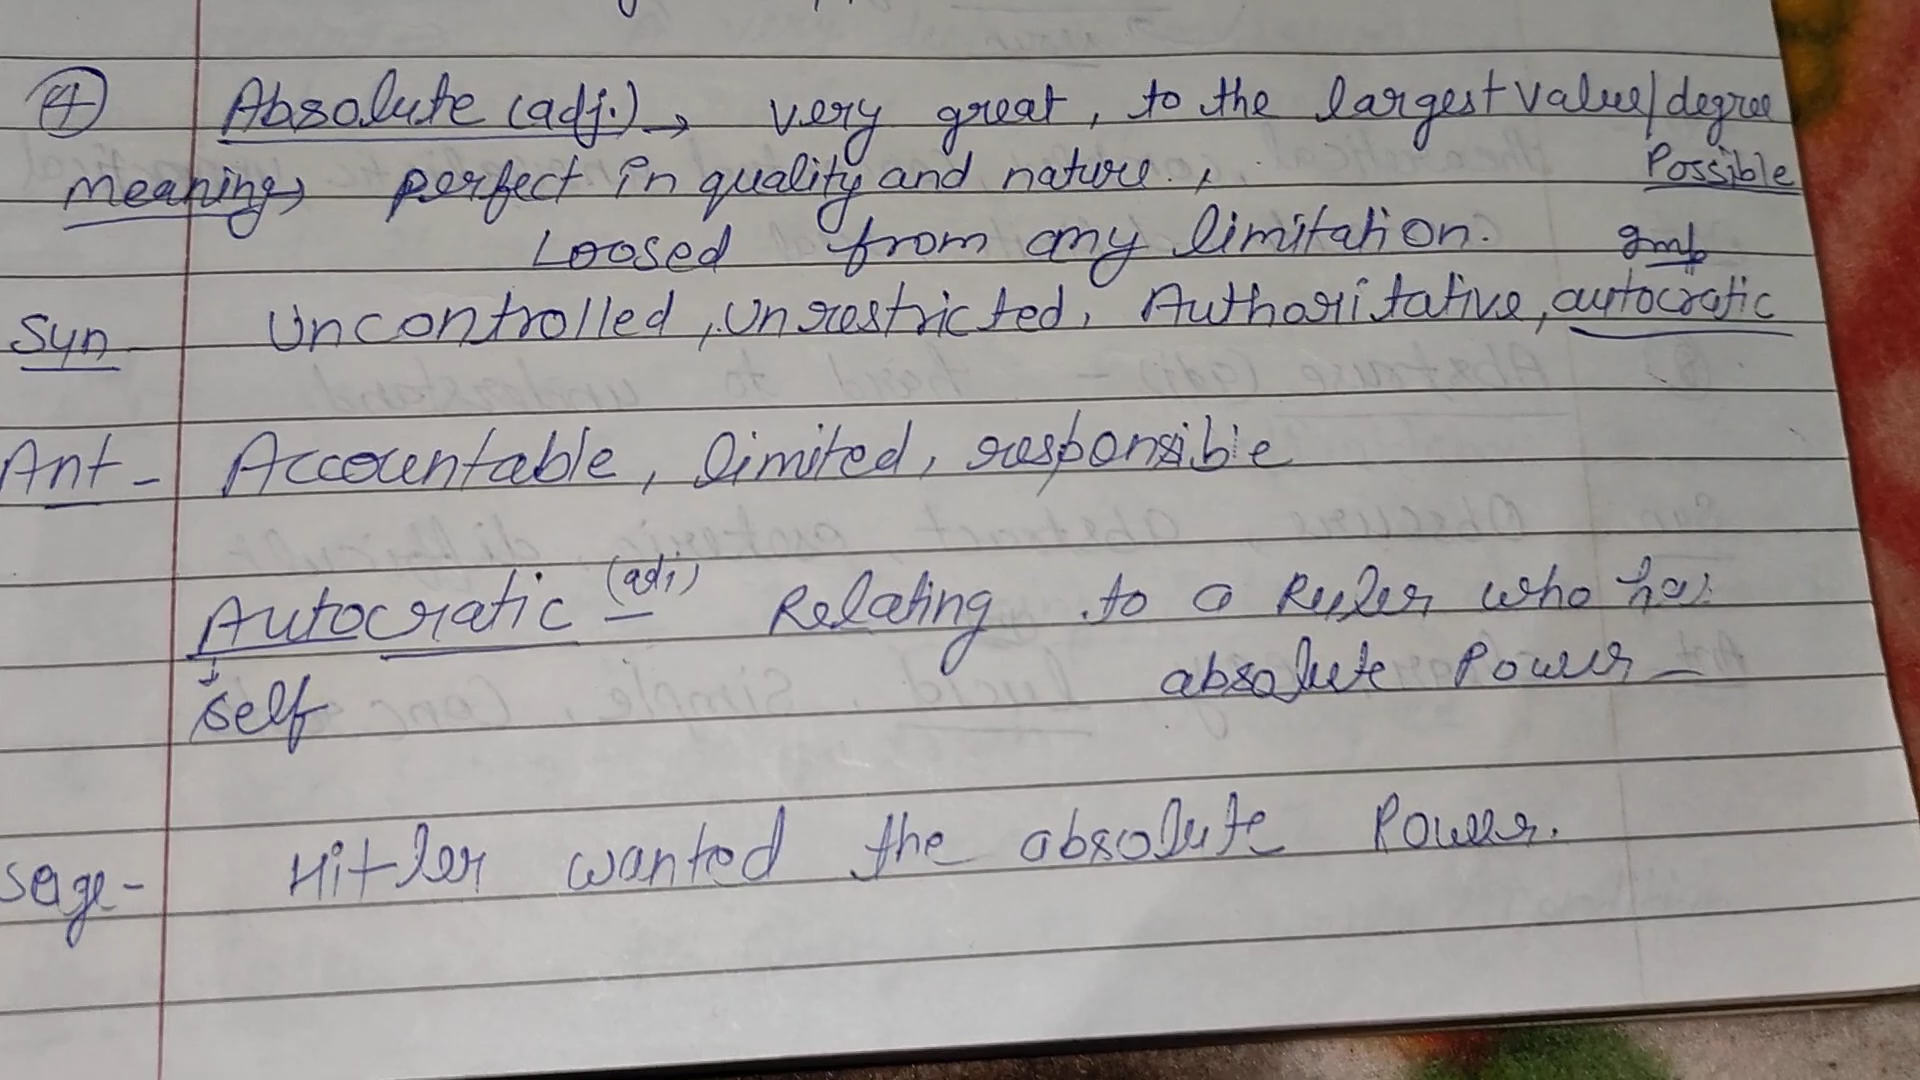 4 Absolute (adj.) → very great, to the largest value/degree
Possible
meaning → perfect in quality and nature.,
Loosed from any limitation.
Imp
Syn Uncontrolled, Unrestricted, Authoritative, autocratic
Ant - Accountable, limited, responsible
Autocratic (adj) - Relating to a Ruler who has
self absolute Power -
sage - Hitler wanted the absolute Power.